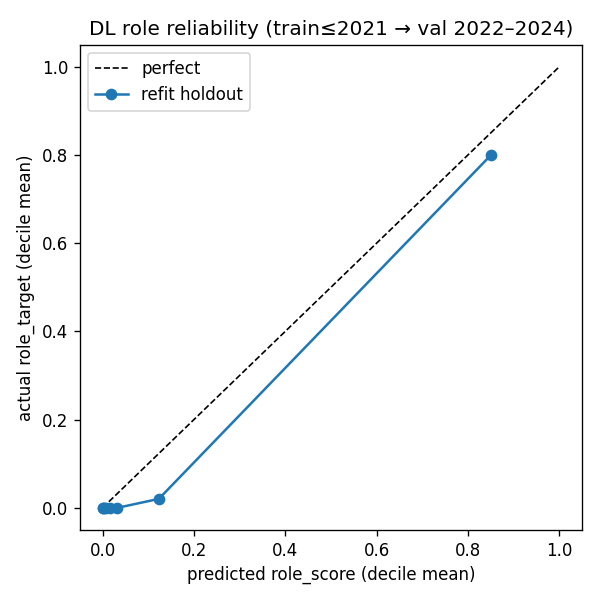 DL role reliability (train≤2021 → val 2022–2024)
perfect
refit holdout
actual role_target (decile mean)
1.0
0.8
0.6
0.4
0.2
0.0
0.0 0.2 0.4 0.6 0.8 1.0
predicted role_score (decile mean)